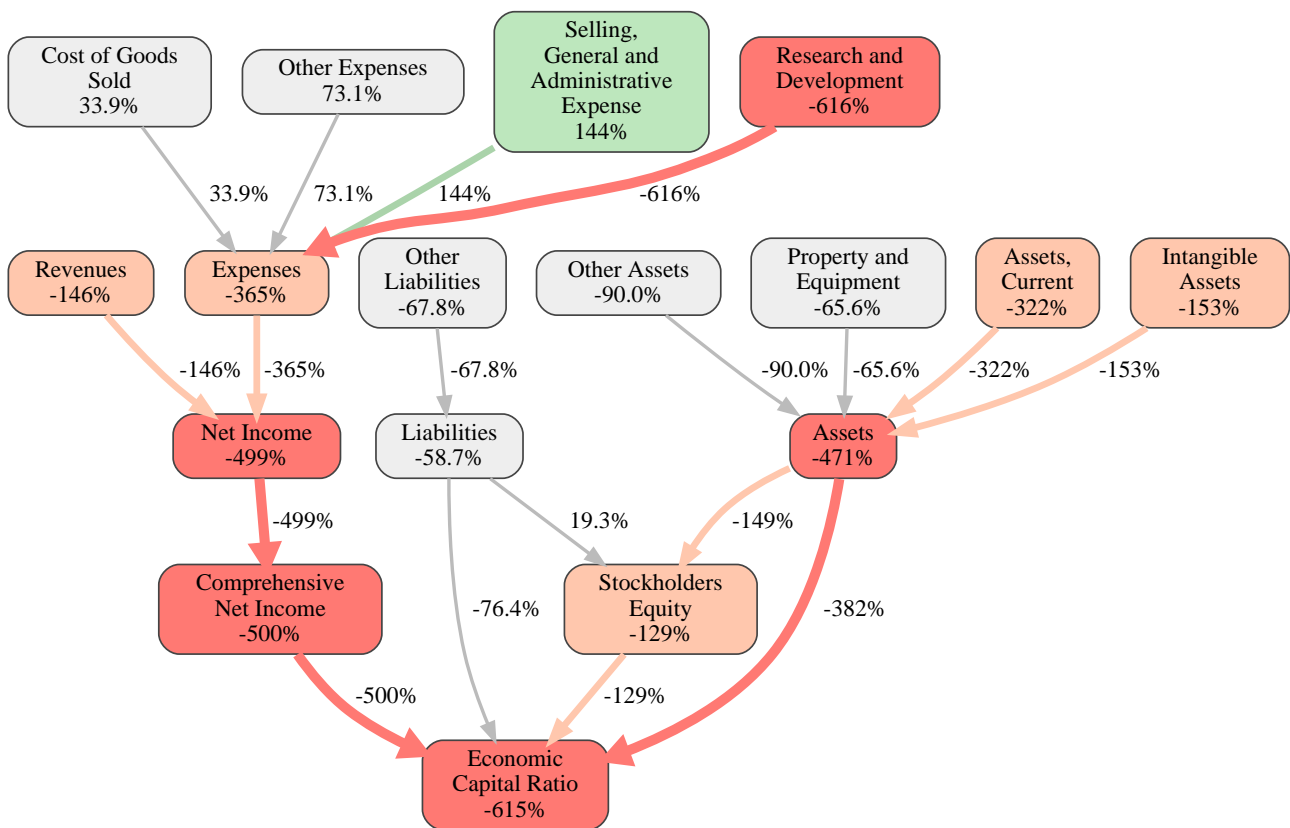 Cost of Goods
Sold
33.9%
Other Expenses
73.1%
Selling,
General and
Administrative
Expense
144%
Research and
Development
-616%
33.9%
73.1%
144%
-616%
Revenues
-146%
Expenses
-365%
Other
Liabilities
-67.8%
Other Assets
-90.0%
Property and
Equipment
-65.6%
Assets,
Current
-322%
Intangible
Assets
-153%
-146%
-365%
-67.8%
-90.0%
-65.6%
-322%
-153%
Net Income
-499%
Liabilities
-58.7%
Assets
-471%
-499%
19.3%
-149%
Comprehensive
Net Income
-500%
-76.4%
Stockholders
Equity
-129%
-382%
-500%
-129%
Economic
Capital Ratio
-615%